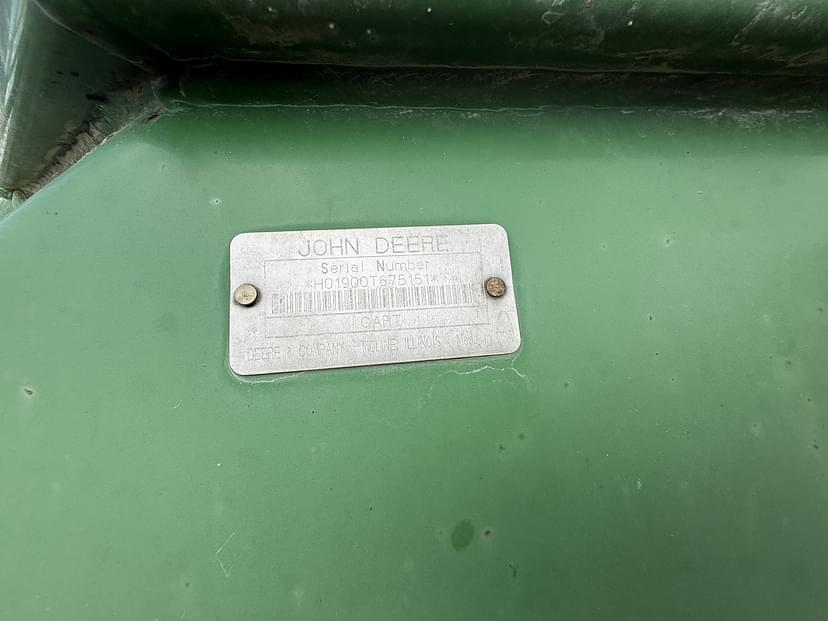 JOHN DEERE
Serial Number
*H01900T675151*
CART
DEERE & COMPANY MOLINE, ILLINOIS